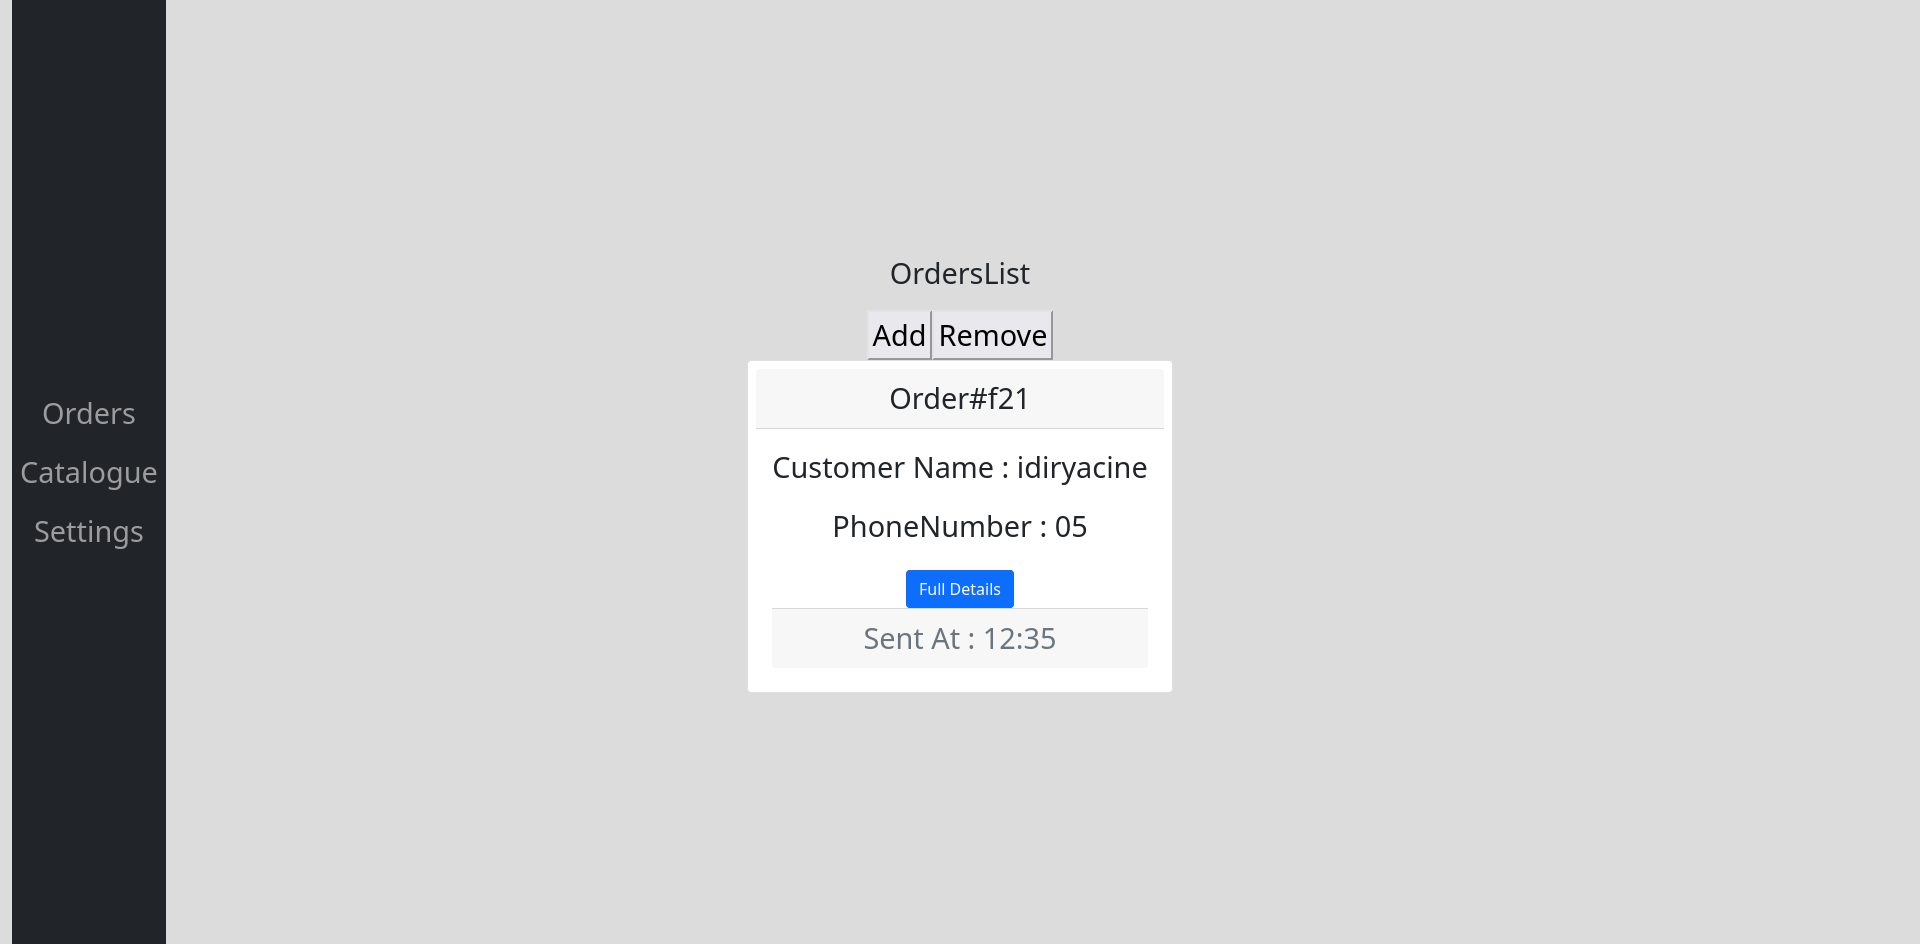 Orders
Catalogue
Settings
OrdersList
Add Remove
Order#f21
Customer Name : idiryacine
PhoneNumber : 05
Full Details
Sent At : 12:35